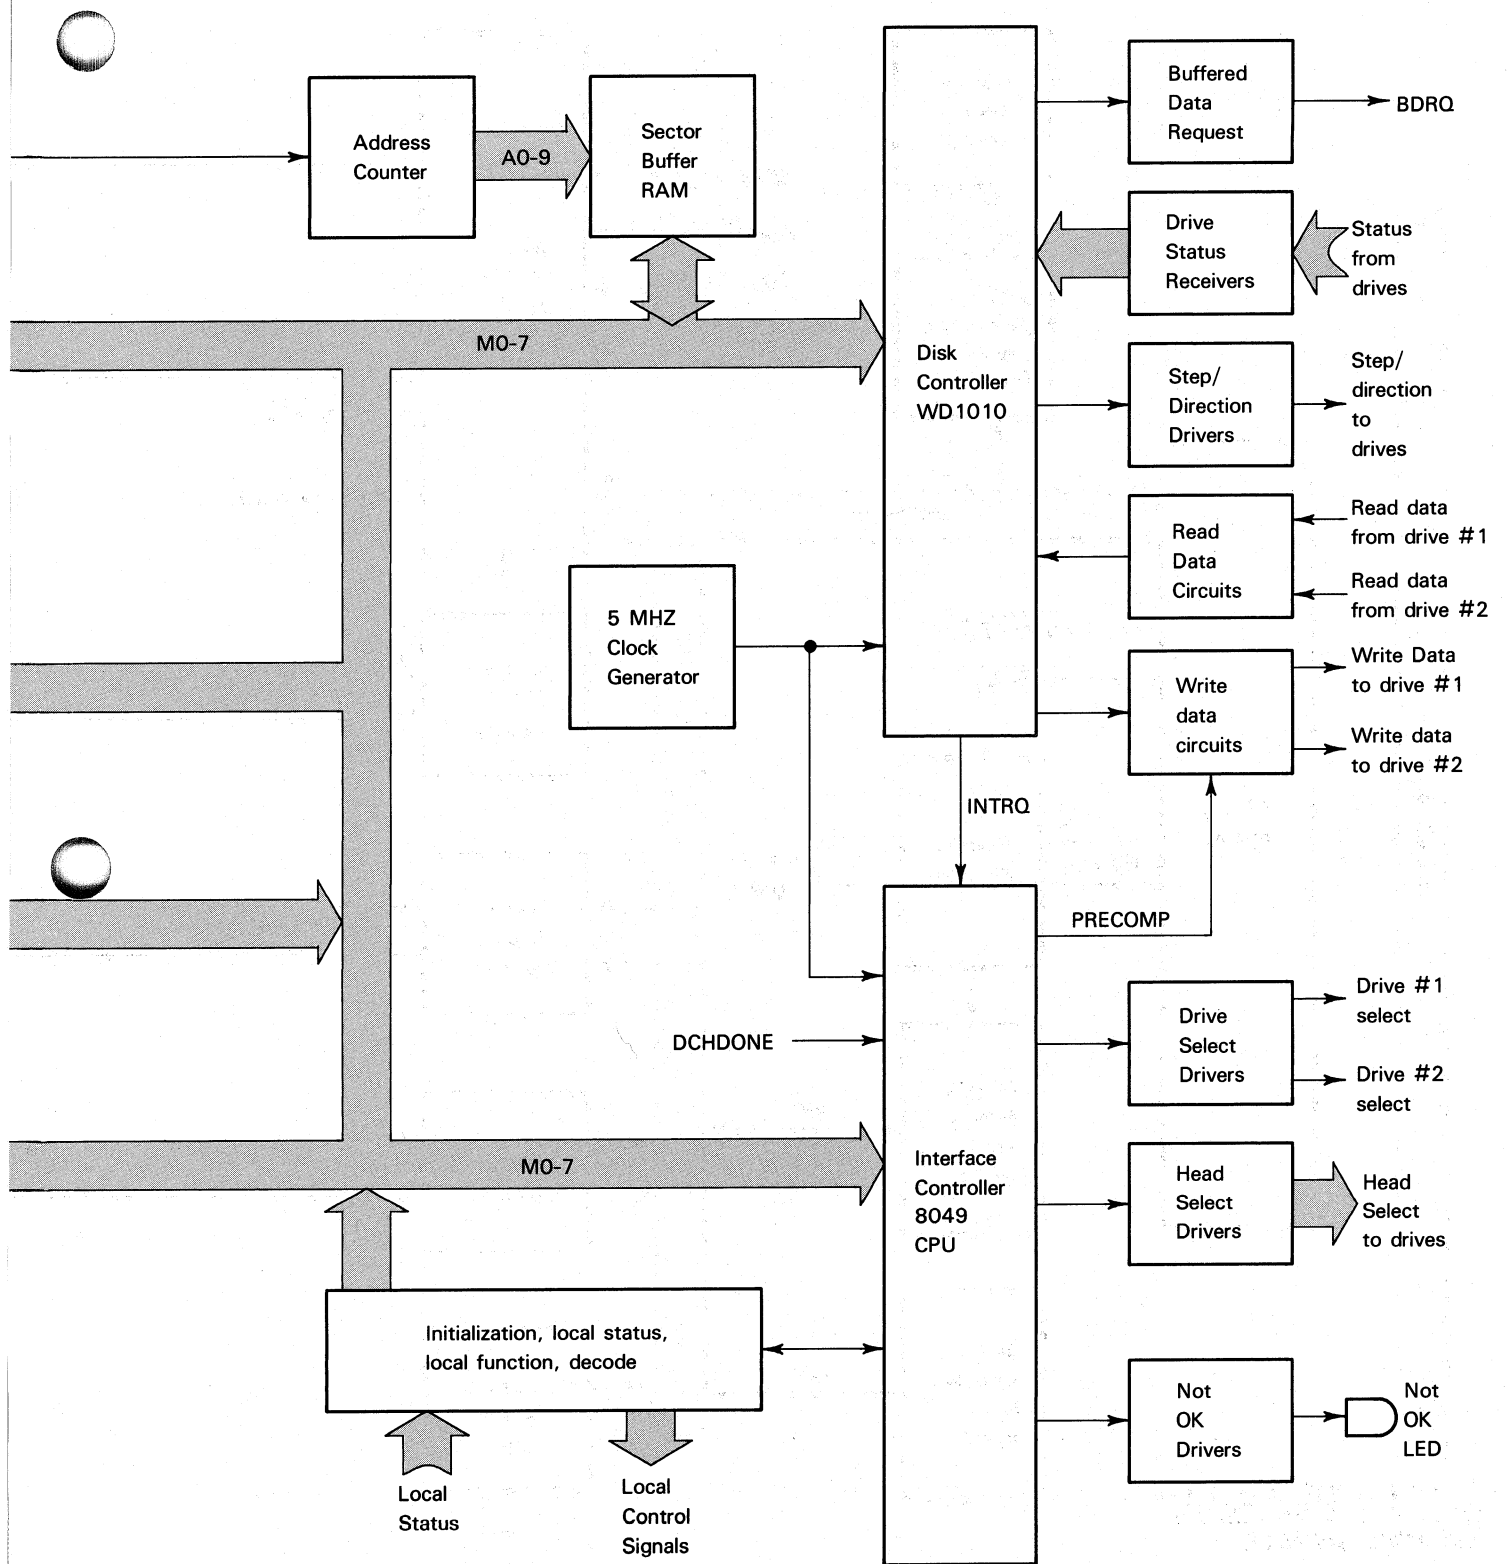 Address
Counter
A0-9
Sector
Buffer
RAM
Buffered
Data
Request
BDRQ
Drive
Status
Receivers
Status
from
drives
M0-7
Disk
Controller
WD1010
Step/
Direction
Drivers
Step/
direction
to
drives
Read
Data
Circuits
Read data
from drive #1
Read data
from drive #2
5 MHZ
Clock
Generator
Write
data
circuits
Write Data
to drive #1
Write data
to drive #2
INTRQ
PRECOMP
DCHDONE
Drive
Select
Drivers
Drive #1
select
Drive #2
select
M0-7
Interface
Controller
8049
CPU
Head
Select
Drivers
Head
Select
to drives
Initialization, local status,
local function, decode
Not
OK
Drivers
Not
OK
LED
Local
Status
Local
Control
Signals